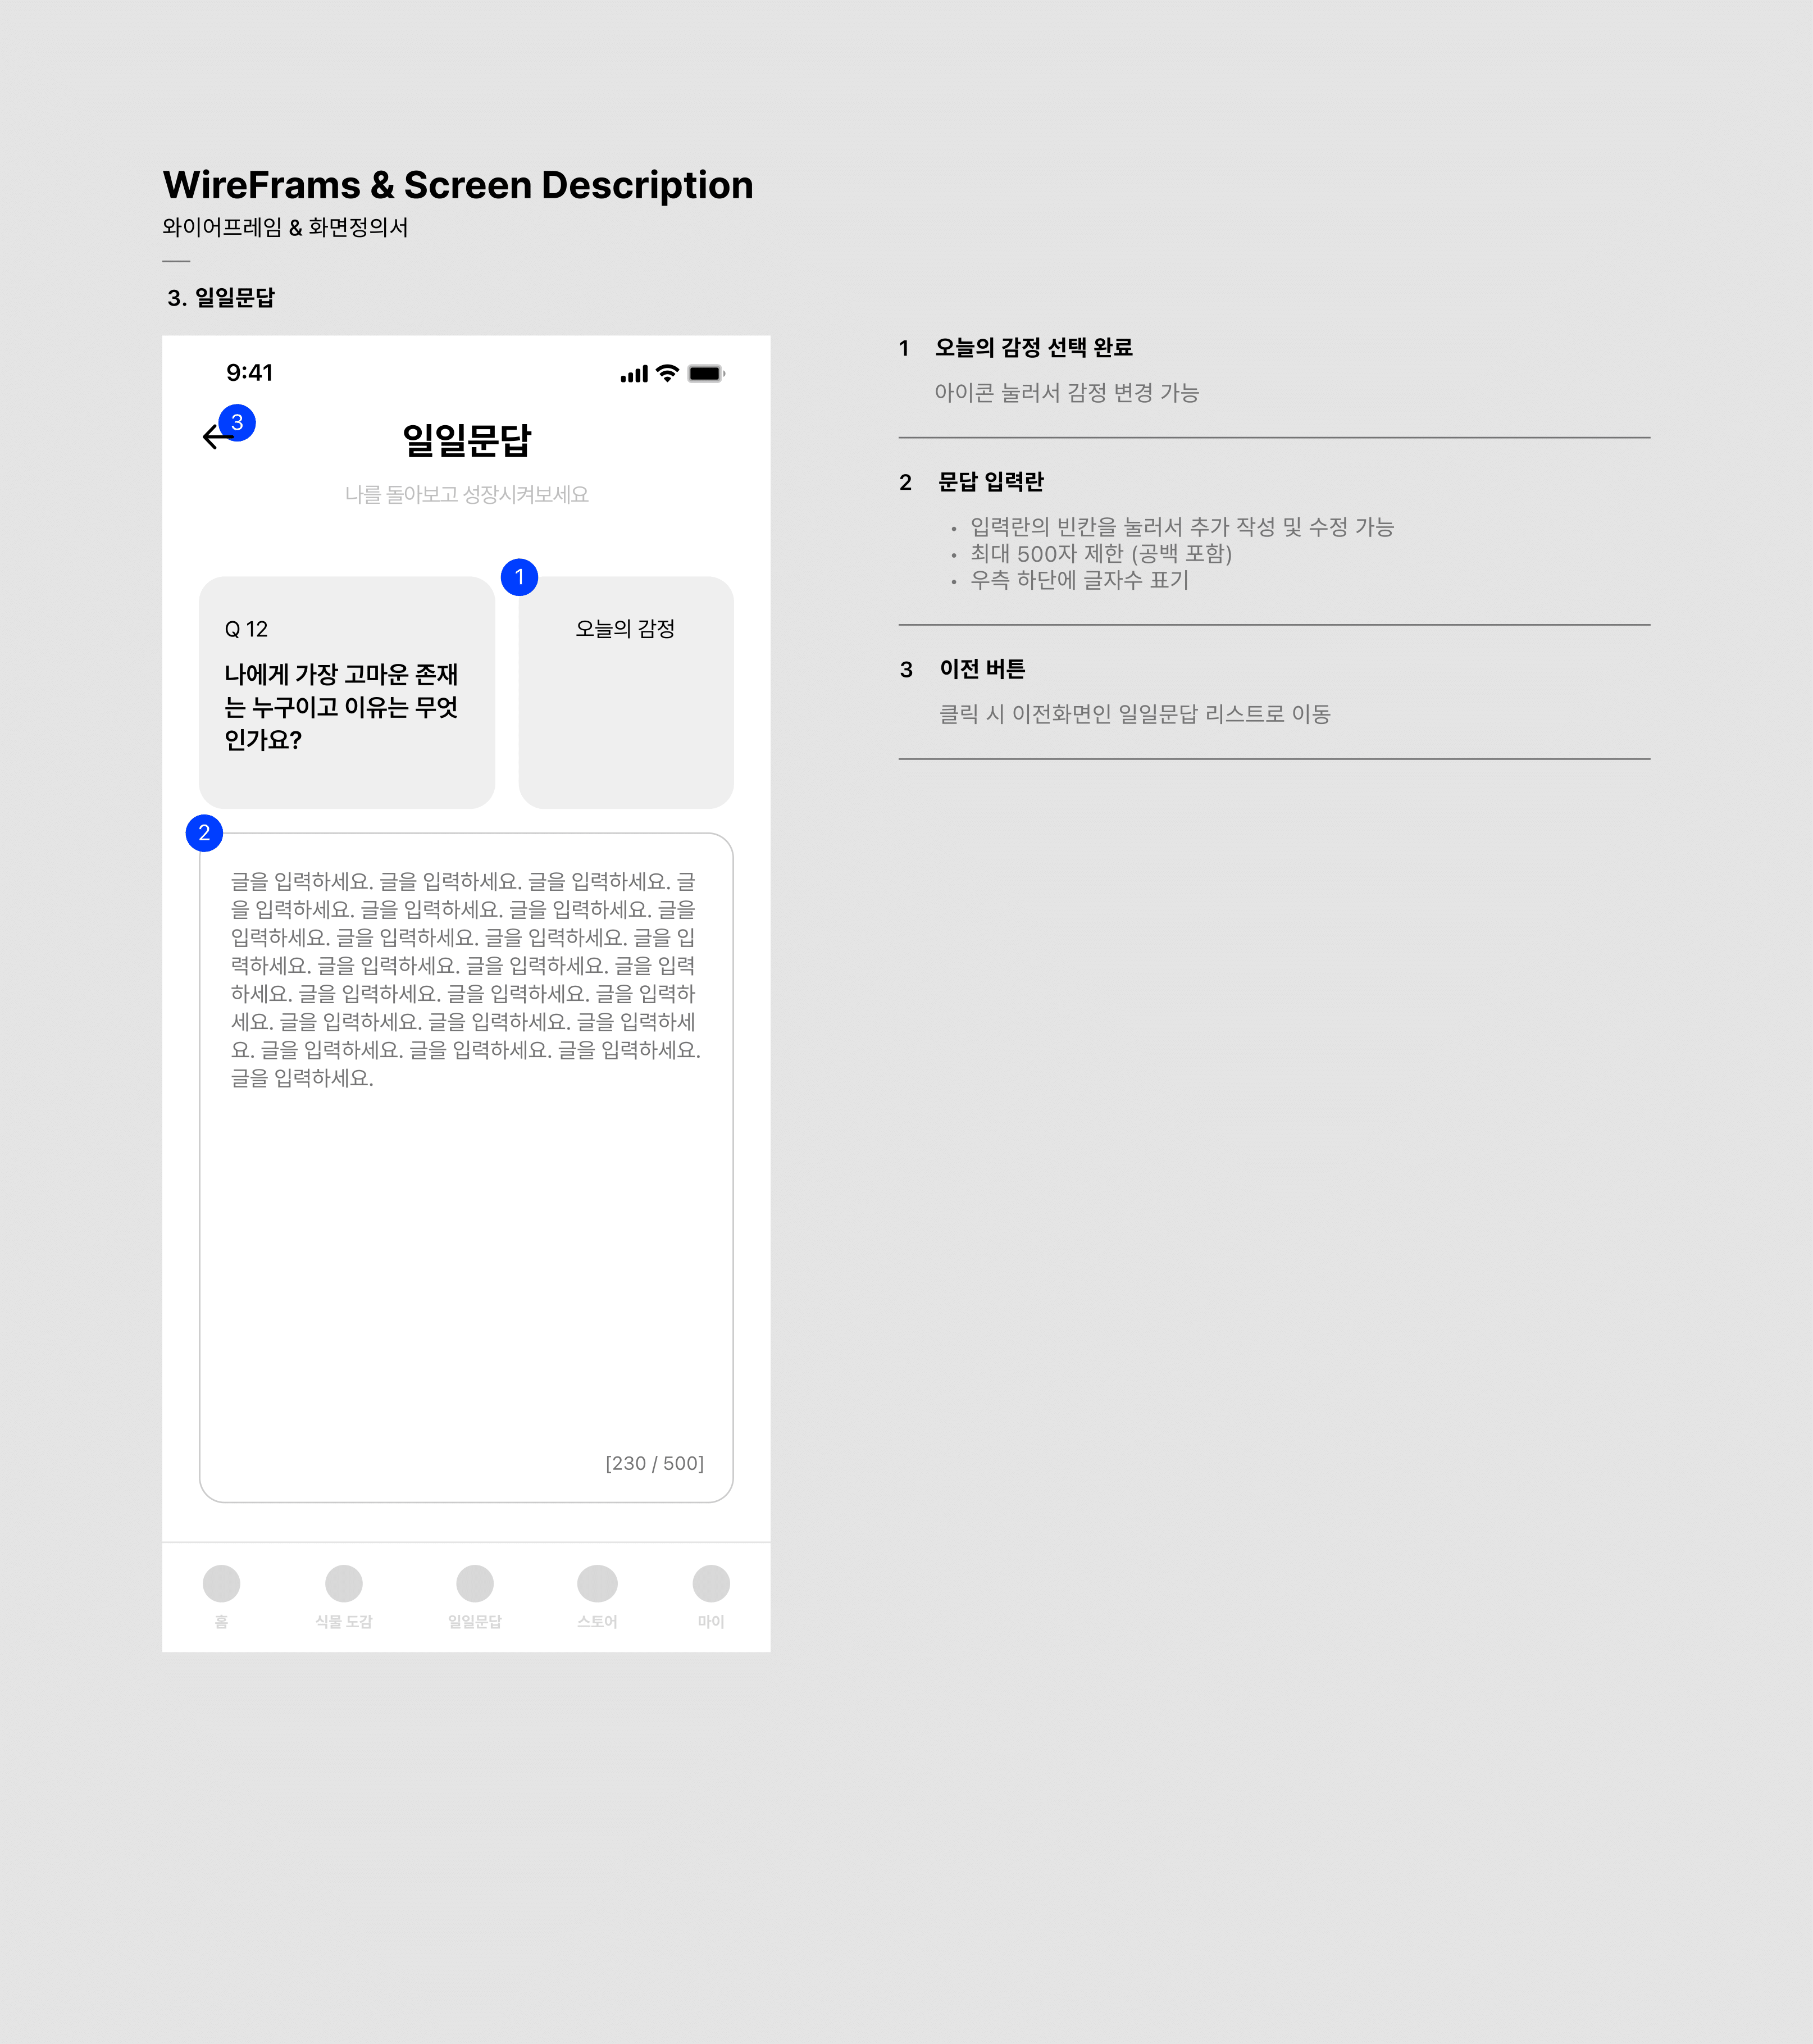 WireFrams & Screen Description
와이어프레임 & 화면정의서
3. 일일문답
9:41
3
일일문답
나를 돌아보고 성장시켜보세요
1
Q 12
나에게 가장 고마운 존재
는 누구이고 이유는 무엇
인가요?
오늘의 감정
2
글을 입력하세요. 글을 입력하세요. 글을 입력하세요. 글
을 입력하세요. 글을 입력하세요. 글을 입력하세요. 글을
입력하세요. 글을 입력하세요. 글을 입력하세요. 글을 입
력하세요. 글을 입력하세요. 글을 입력하세요. 글을 입력
하세요. 글을 입력하세요. 글을 입력하세요. 글을 입력하
세요. 글을 입력하세요. 글을 입력하세요. 글을 입력하세
요. 글을 입력하세요. 글을 입력하세요. 글을 입력하세요.
글을 입력하세요.
[230 / 500]
홈 식물 도감 일일문답 스토어 마이
1 오늘의 감정 선택 완료
아이콘 눌러서 감정 변경 가능
2 문답 입력란
• 입력란의 빈칸을 눌러서 추가 작성 및 수정 가능
• 최대 500자 제한 (공백 포함)
• 우측 하단에 글자수 표기
3 이전 버튼
클릭 시 이전화면인 일일문답 리스트로 이동